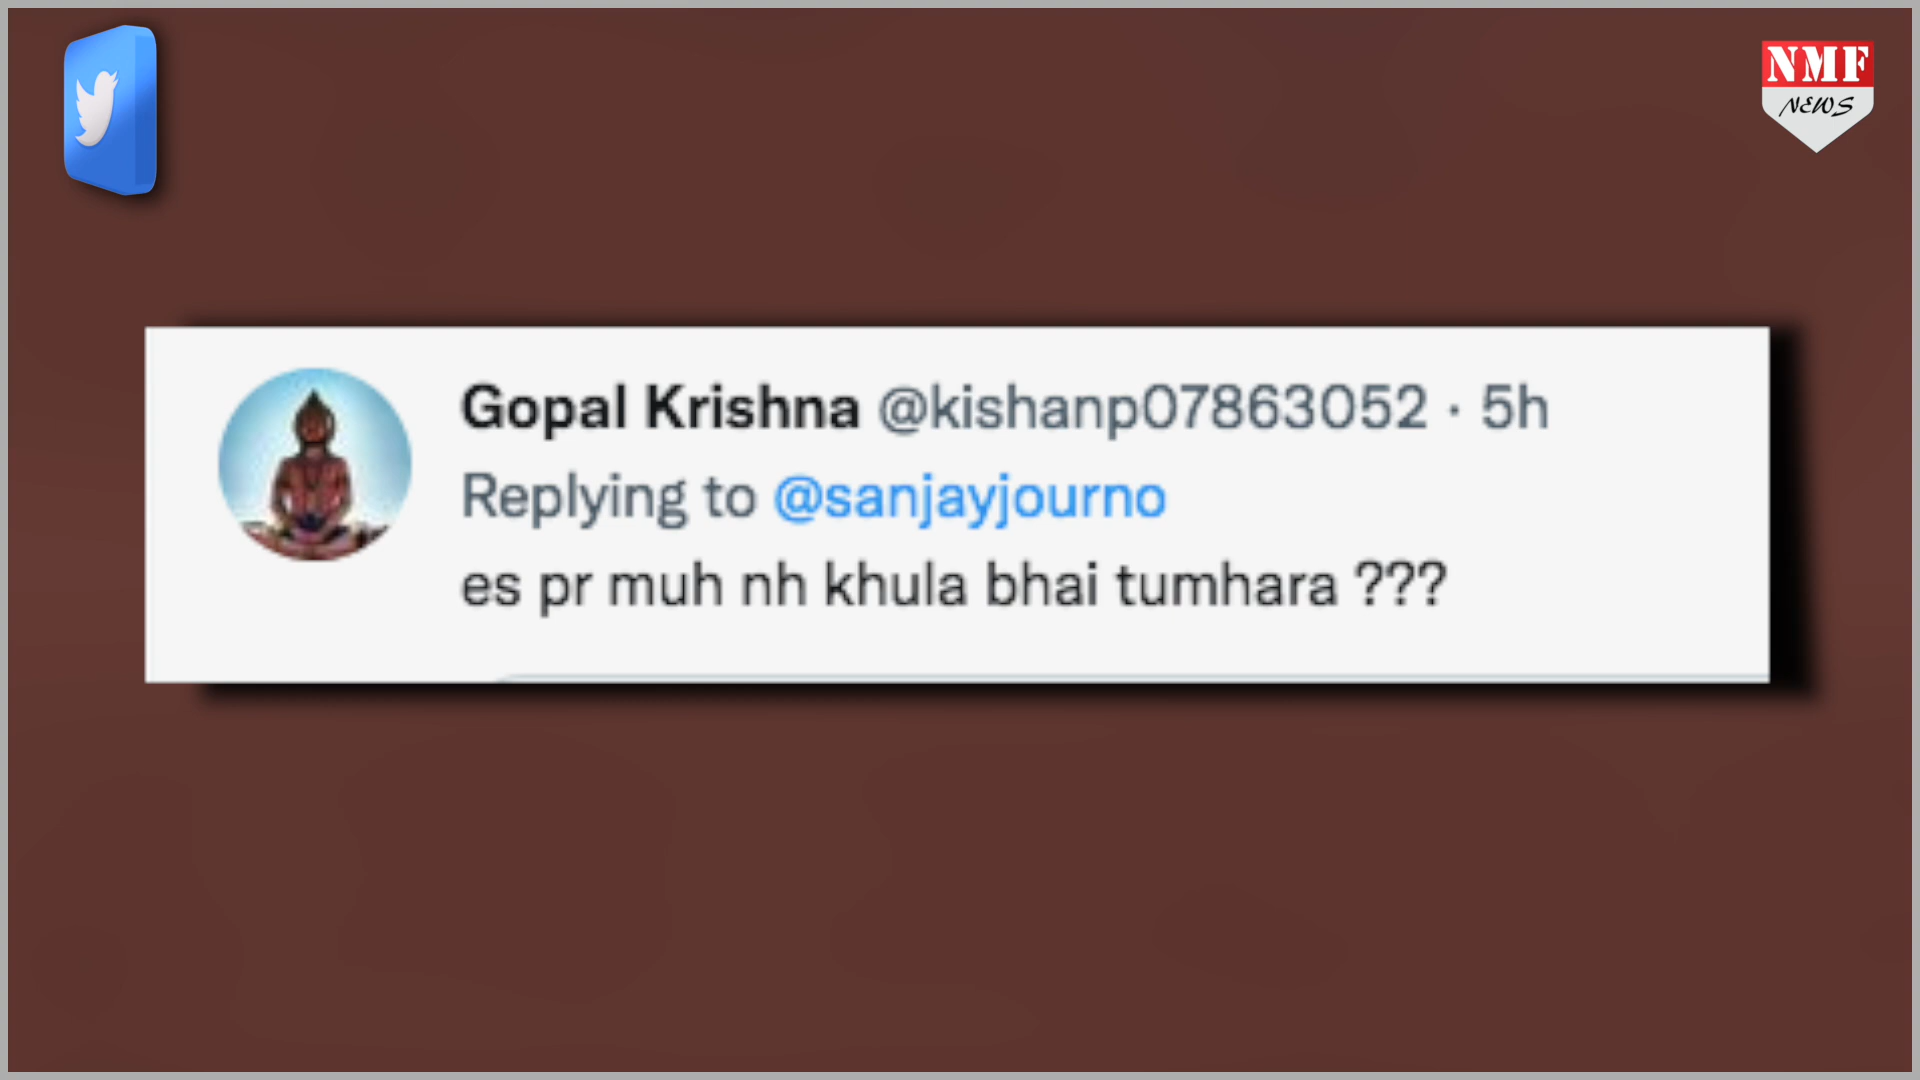 NMF
NEWS
Gopal Krishna @kishanp07863052 · 5h
Replying to @sanjayjourno
es pr muh nh khula bhai tumhara ???